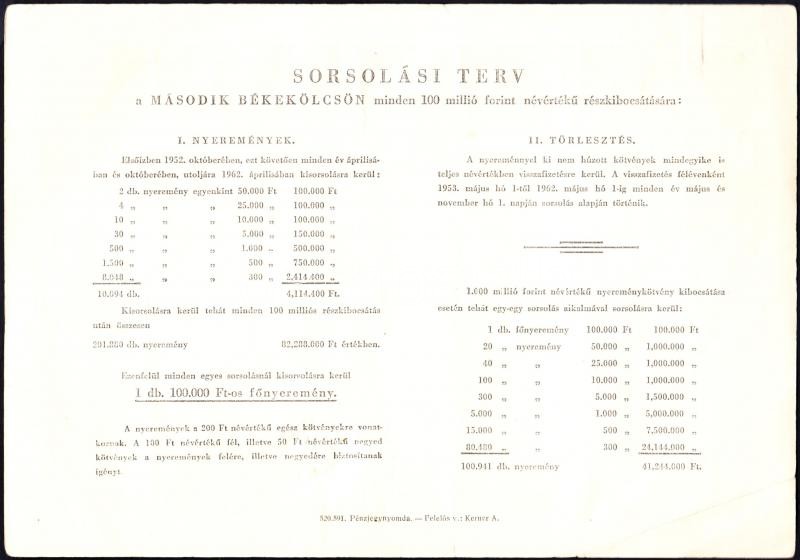 SORSOLÁSI TERV
a MÁSODIK BÉKEKÖLCSÖN minden 100 millió forint névértékű részkibocsátására:
I. NYEREMÉNYEK.
Elsőízben 1952. októberében, ezt követően minden év áprilisá-
ban és októberében, utoljára 1962. áprilisában kisorsolásra kerül:
2 db. nyeremény egyenkint 50.000 Ft 100.000 Ft
4 „ „ „ 25.000 „ 100.000 „
10 „ „ „ 10.000 „ 100.000 „
30 „ „ „ 5.000 „ 150.000 „
500 „ „ „ 1.000 „ 500.000 „
1.500 „ „ „ 500 „ 750.000 „
8.048 „ „ „ 300 „ 2,414.400 „
10.094 db. 4,114.400 Ft.
Kisorsolásra kerül tehát minden 100 milliós részkibocsátás
után összesen
201.880 db. nyeremény 82,288.000 Ft értékben.
Ezenfelül minden egyes sorsolásnál kisorsolásra kerül
1 db. 100.000 Ft-os főnyeremény.
A nyeremények a 200 Ft névértékű egész kötvényekre vonat-
koznak. A 100 Ft névértékű fél, illetve 50 Ft névértékű negyed
kötvények a nyeremények felére, illetve negyedére biztosítanak
igényt.
II. TÖRLESZTÉS.
A nyereménnyel ki nem húzott kötvények mindegyike is
teljes névértékben visszafizetésre kerül. A visszafizetés félévenként
1953. május hó 1-től 1962. május hó 1-ig minden év május és
november hó 1. napján sorsolás alapján történik.
1.000 millió forint névértékű nyereménykötvény kibocsátása
esetén tehát egy-egy sorsolás alkalmával sorsolásra kerül:
1 db. főnyeremény 100.000 Ft 100.000 Ft
20 „ nyeremény 50.000 „ 1,000.000 „
40 „ „ 25.000 „ 1,000.000 „
100 „ „ 10.000 „ 1,000.000 „
300 „ „ 5.000 „ 1,500.000 „
5.000 „ „ 1.000 „ 5,000.000 „
15.000 „ „ 500 „ 7,500.000 „
80.480 „ „ 300 „ 24,144.000 „
100.941 db. nyeremény 41,244.000 Ft.
520.591. Pénzjegynyomda. — Felelős v.: Kerner A.